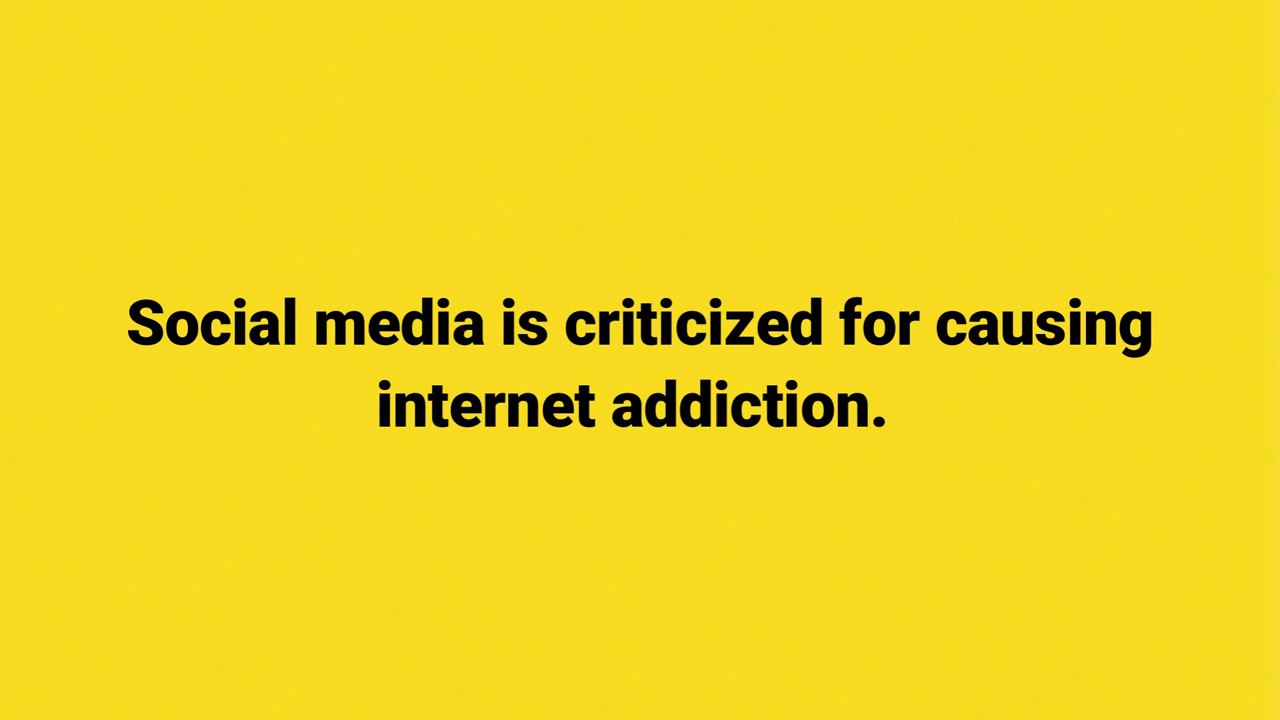 Social media is criticized for causing
internet addiction.